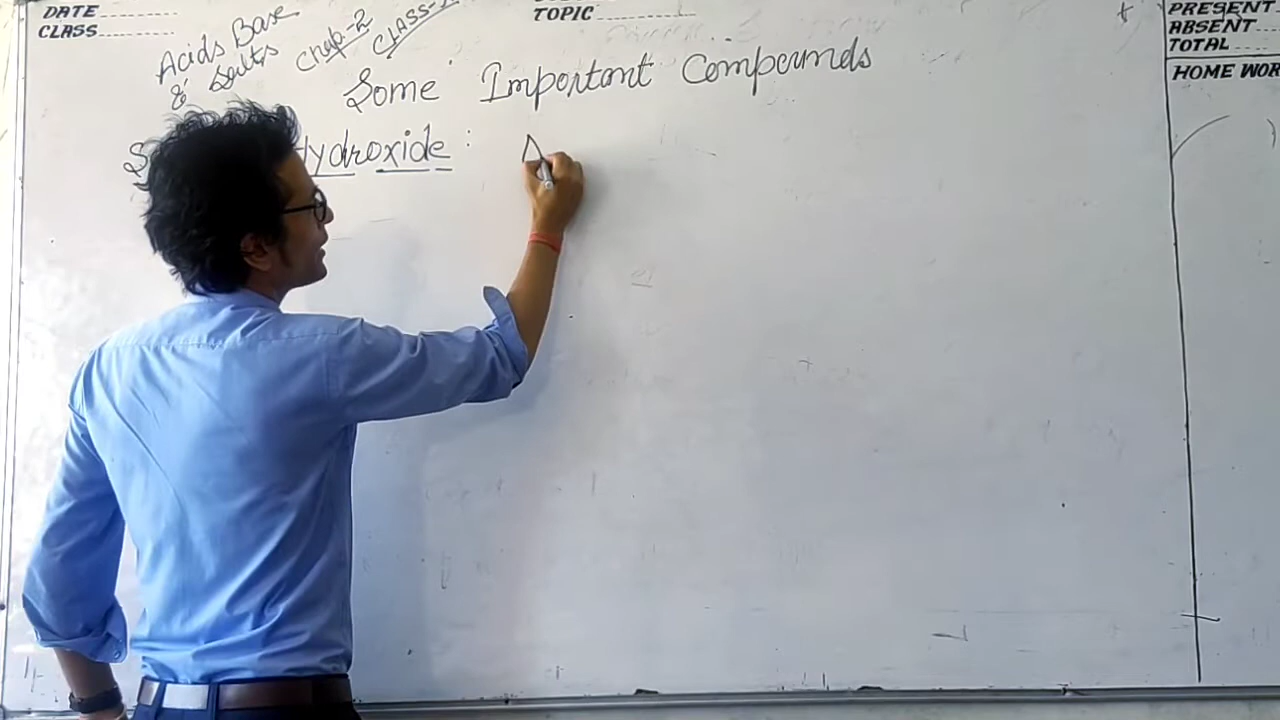 DATE
CLASS
TOPIC
PRESENT
ABSENT
TOTAL
HOME WOR
Acids Base
& Salts
Chap-2
Some Important Compounds
Hydroxide :